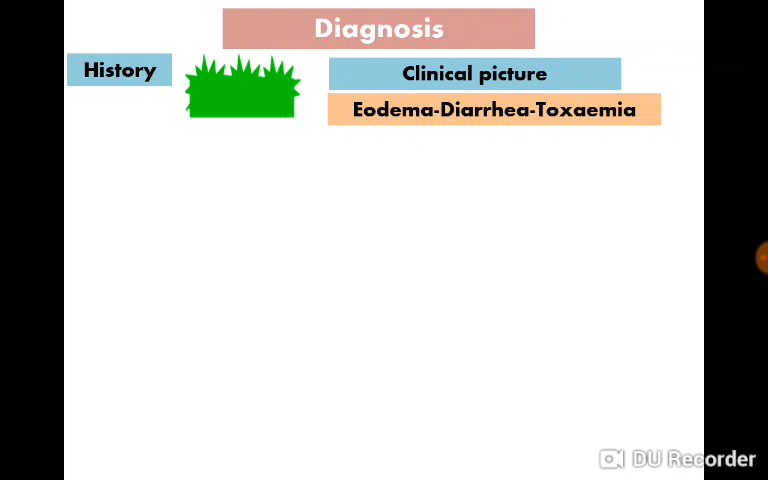 Diagnosis
History
Clinical picture
Eodema-Diarrhea-Toxaemia
DU Recorder